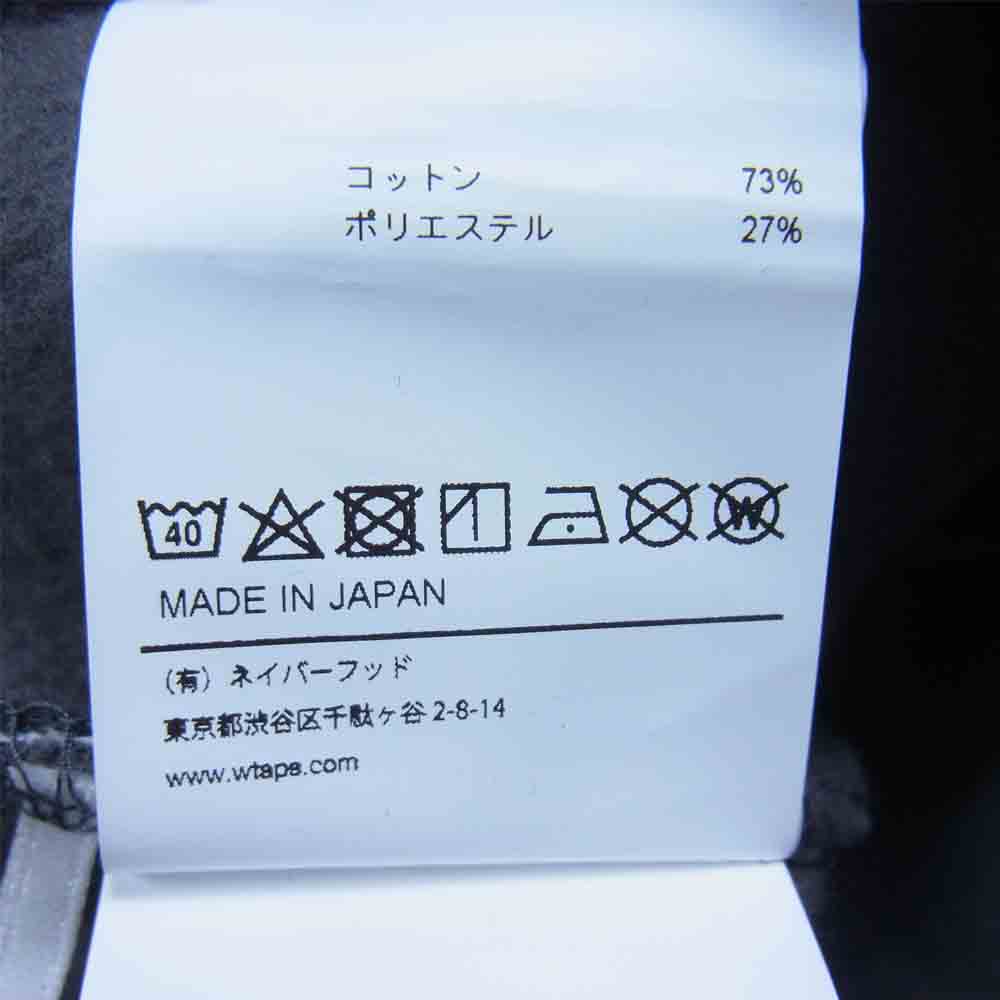 コットン 73%
ポリエステル 27%
40 W
MADE IN JAPAN
(有) ネイバーフッド
東京都渋谷区千駄ヶ谷 2-8-14
www.wtaps.com